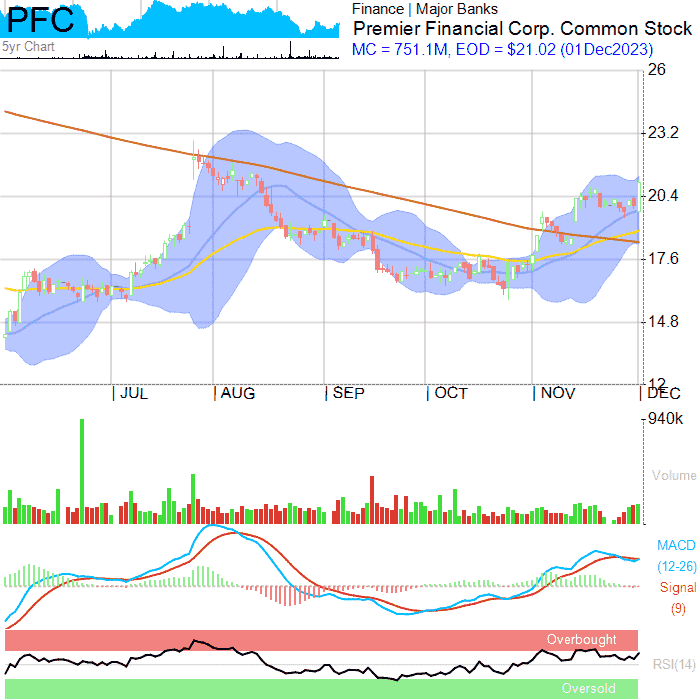 PFC
5yr Chart
Finance | Major Banks
Premier Financial Corp. Common Stock
MC = 751.1M, EOD = $21.02 (01Dec2023)
26
23.2
20.4
17.6
14.8
12
JUL AUG SEP OCT NOV DEC
940k
Volume
MACD
(12-26)
Signal
(9)
Overbought
RSI(14)
Oversold